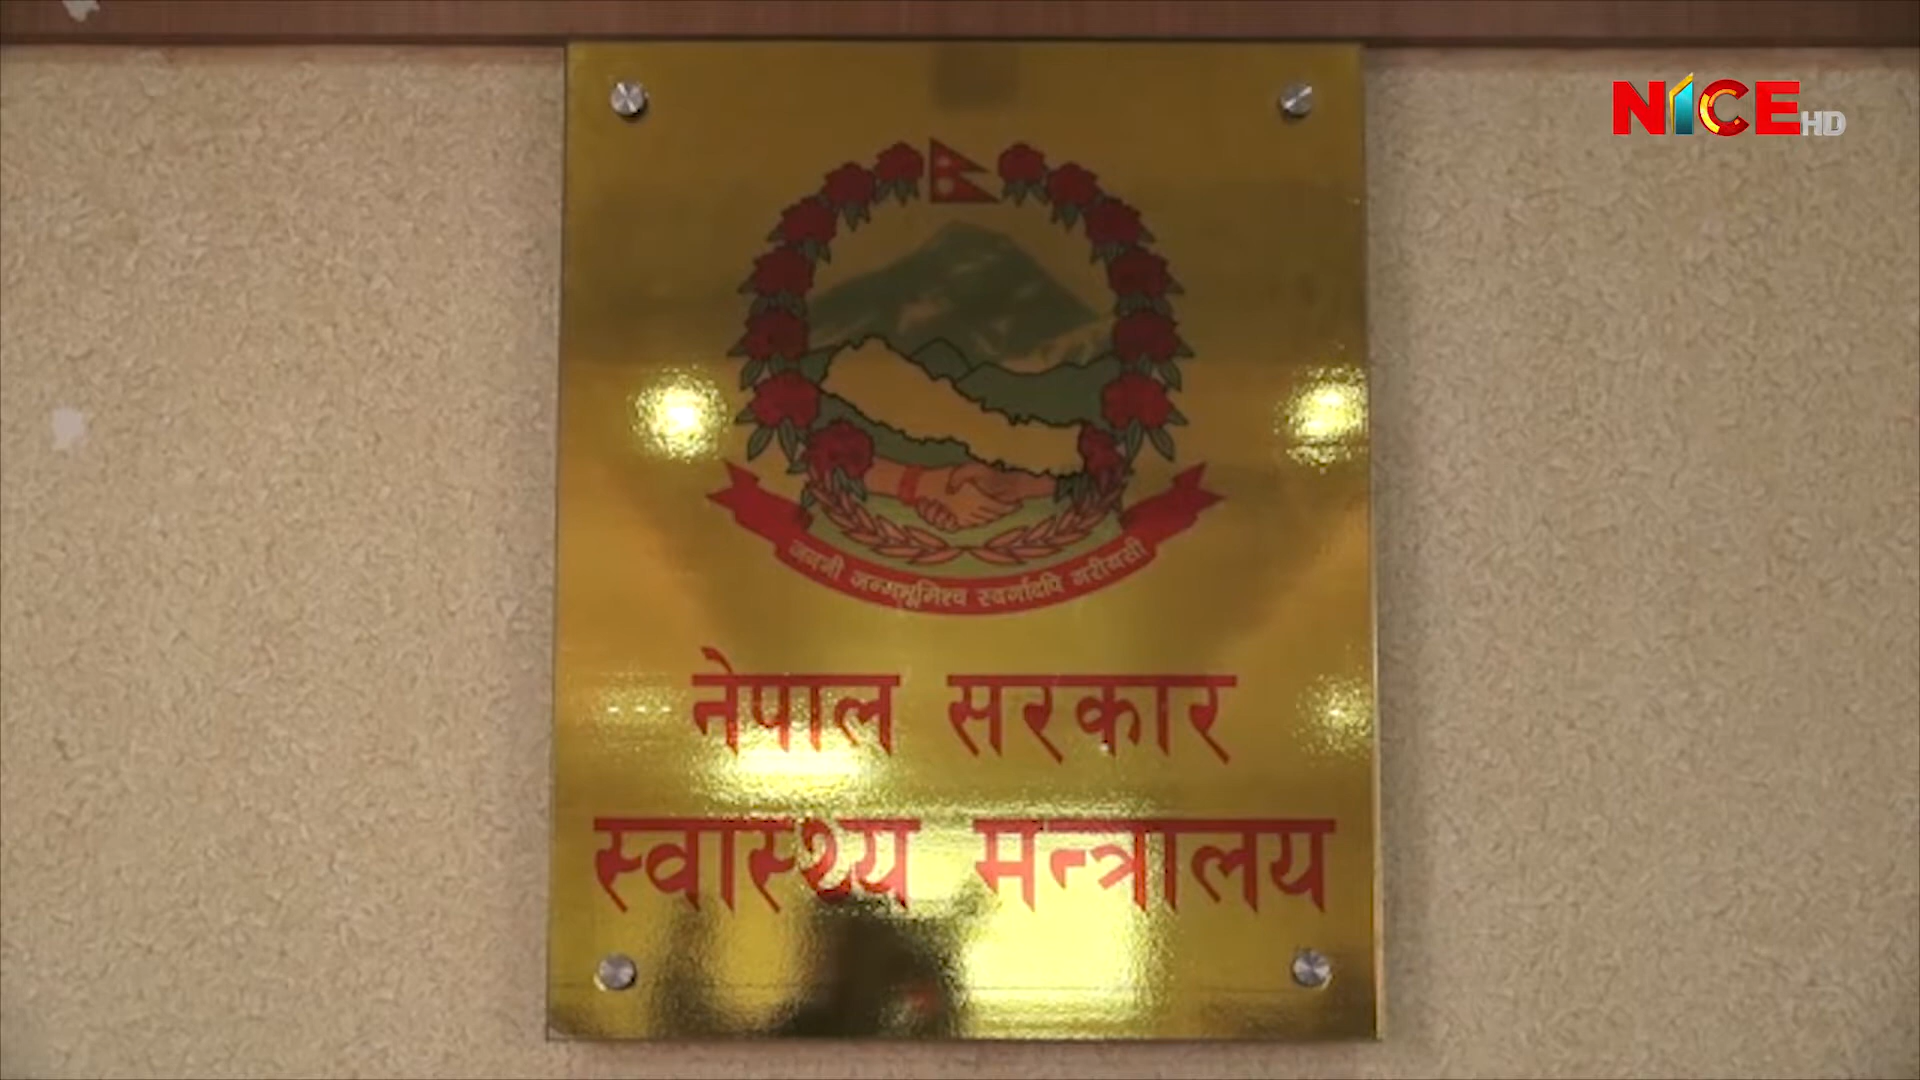 NICE HD
जननी जन्मभूमिश्च स्वर्गादपि गरीयसी
नेपाल सरकार
स्वास्थ्य मन्त्रालय